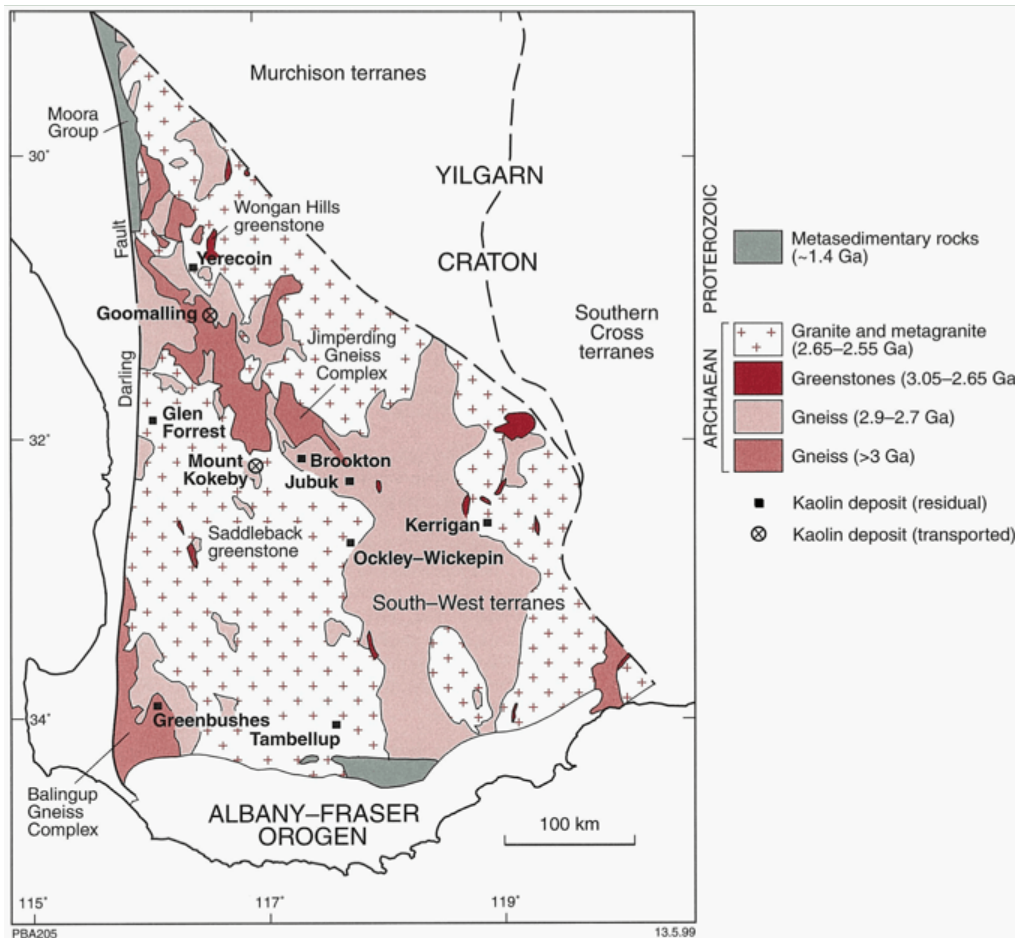 Murchison terranes
Moora
Group
30°
YILGARN
CRATON
Wongan Hills
greenstone
Fault
Yerecoin
Goomalling
Southern
Cross
terranes
Jimperding
Gneiss
Complex
Darling
Glen
Forrest
32°
Mount
Kokeby
Brookton
Jubuk
Kerrigan
Saddleback
greenstone
Ockley–Wickepin
South–West terranes
34°
Greenbushes
Tambellup
Balingup
Gneiss
Complex
ALBANY–FRASER
OROGEN
100 km
115°
117°
119°
PBA205
13.5.99
PROTEROZOIC
Metasedimentary rocks
(~1.4 Ga)
ARCHAEAN
Granite and metagranite
(2.65–2.55 Ga)
Greenstones (3.05–2.65 Ga
Gneiss (2.9–2.7 Ga)
Gneiss (>3 Ga)
Kaolin deposit (residual)
Kaolin deposit (transported)